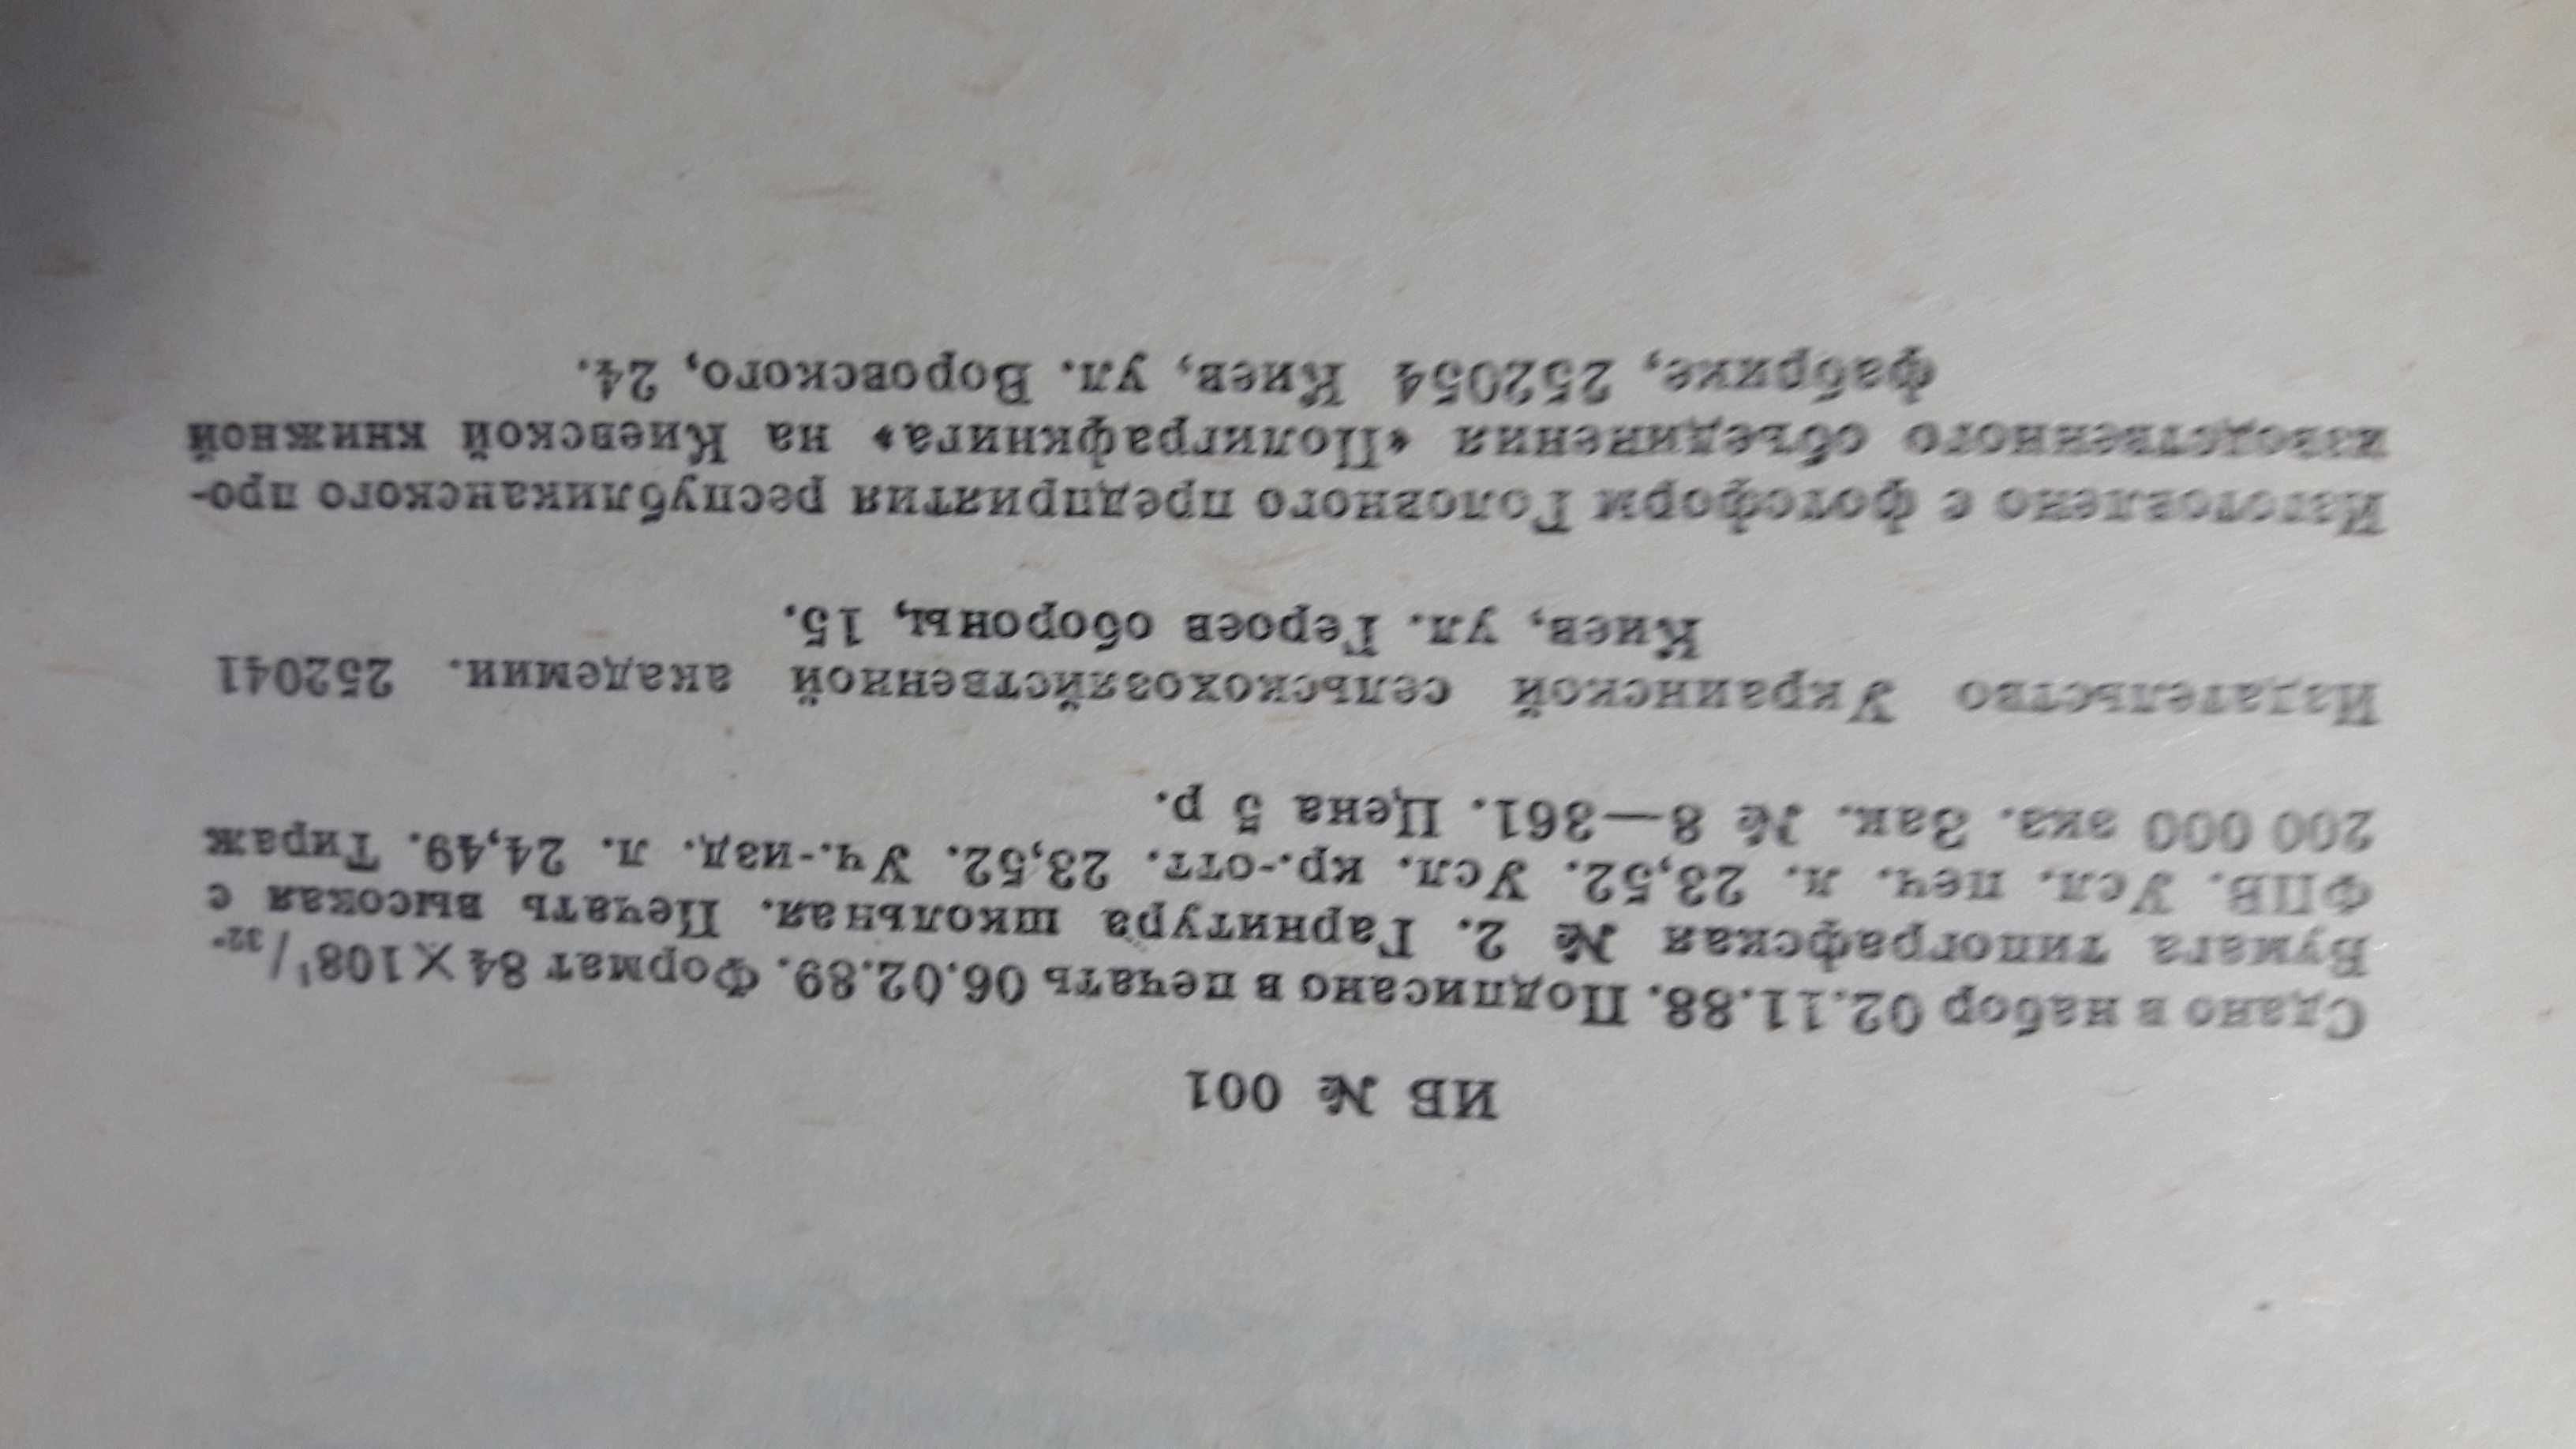 ИБ № 001
Сдано в набор 02.11.88. Подписано в печать 06.02.89. Формат 84×108¹/₃₂.
Бумага типографская № 2. Гарнитура школьная. Печать высокая с
ФПВ. Усл. печ. л. 23,52. Усл. кр.-отт. 23,52. Уч.-изд. л. 24,49. Тираж
200 000 экз. Зак. № 8—361. Цена 5 р.
Издательство Украинской сельскохозяйственной академии. 252041
Киев, ул. Героев обороны, 15.
Изготовлено с фотоформ Головного предприятия республиканского про-
изводственного объединения «Полиграфкнига» на Киевской книжной
фабрике, 252054 Киев, ул. Воровского, 24.